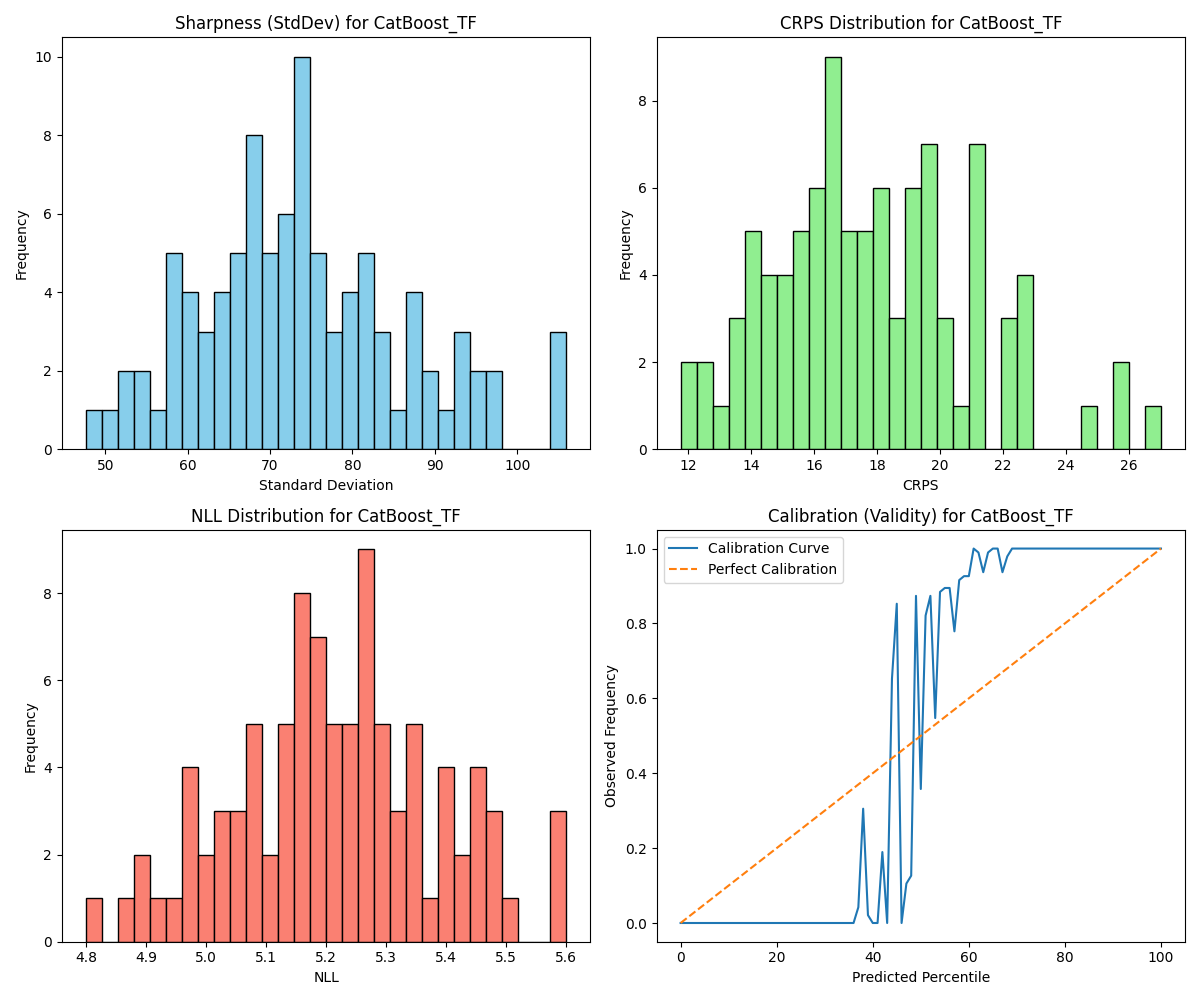 Sharpness (StdDev) for CatBoost_TF
10
8
6
4
2
0
Frequency
50 60 70 80 90 100
Standard Deviation
CRPS Distribution for CatBoost_TF
8
6
4
2
0
Frequency
12 14 16 18 20 22 24 26
CRPS
NLL Distribution for CatBoost_TF
8
6
4
2
0
Frequency
4.8 4.9 5.0 5.1 5.2 5.3 5.4 5.5 5.6
NLL
Calibration (Validity) for CatBoost_TF
Calibration Curve
Perfect Calibration
1.0
0.8
0.6
0.4
0.2
0.0
Observed Frequency
0 20 40 60 80 100
Predicted Percentile